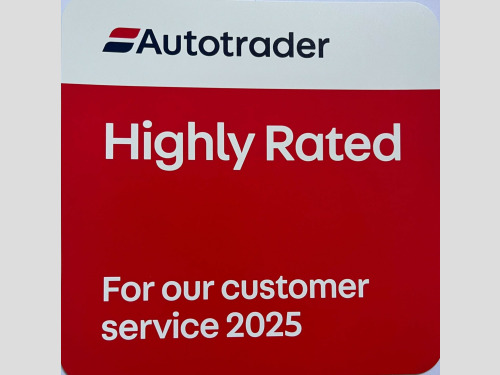 Autotrader
Highly Rated
For our customer
service 2025